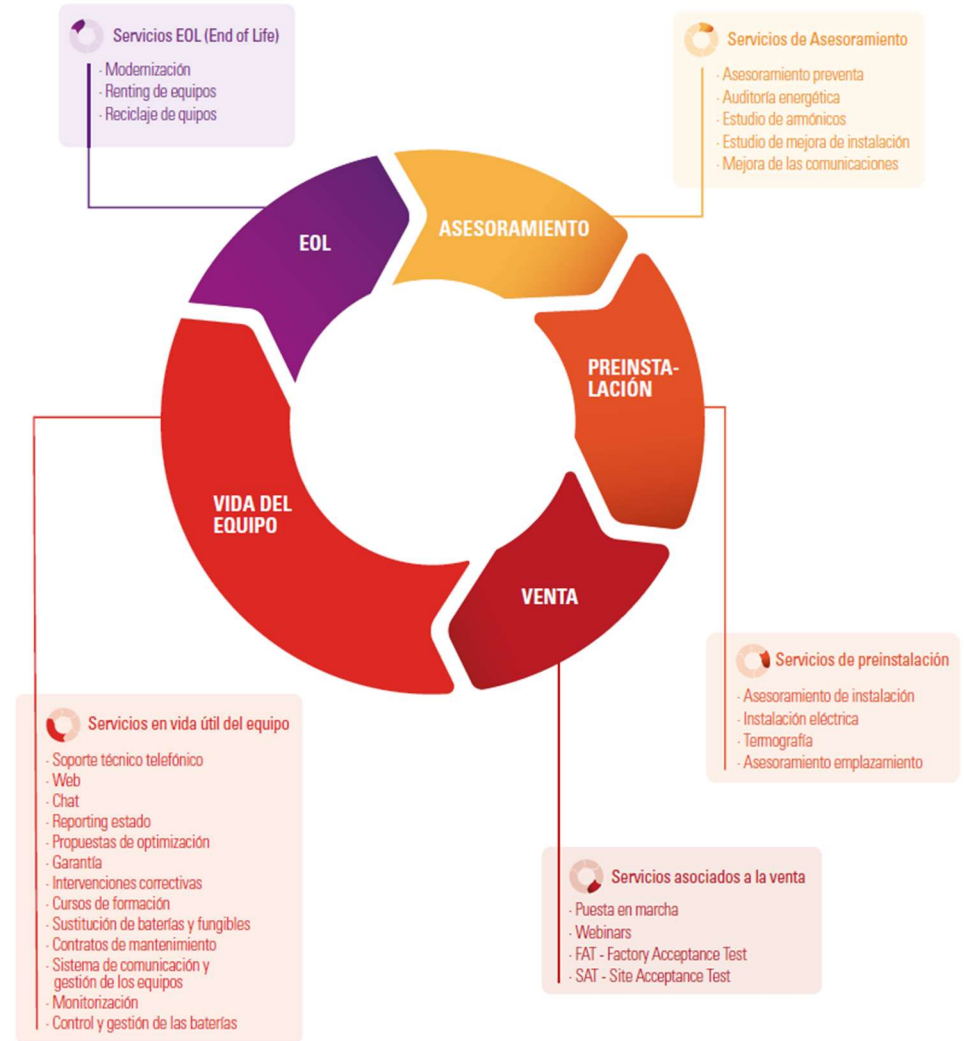 Servicios EOL (End of Life)
· Modernización
· Renting de equipos
· Reciclaje de quipos
Servicios de Asesoramiento
· Asesoramiento preventa
· Auditoría energética
· Estudio de armónicos
· Estudio de mejora de instalación
· Mejora de las comunicaciones
EOL
ASESORAMIENTO
PREINSTA-
LACIÓN
VIDA DEL
EQUIPO
VENTA
Servicios de preinstalación
· Asesoramiento de instalación
· Instalación eléctrica
· Termografía
· Asesoramiento emplazamiento
Servicios en vida útil del equipo
· Soporte técnico telefónico
· Web
· Chat
· Reporting estado
· Propuestas de optimización
· Garantía
· Intervenciones correctivas
· Cursos de formación
· Sustitución de baterías y fungibles
· Contratos de mantenimiento
· Sistema de comunicación y
gestión de los equipos
· Monitorización
· Control y gestión de las baterías
Servicios asociados a la venta
· Puesta en marcha
· Webinars
· FAT - Factory Acceptance Test
· SAT - Site Acceptance Test